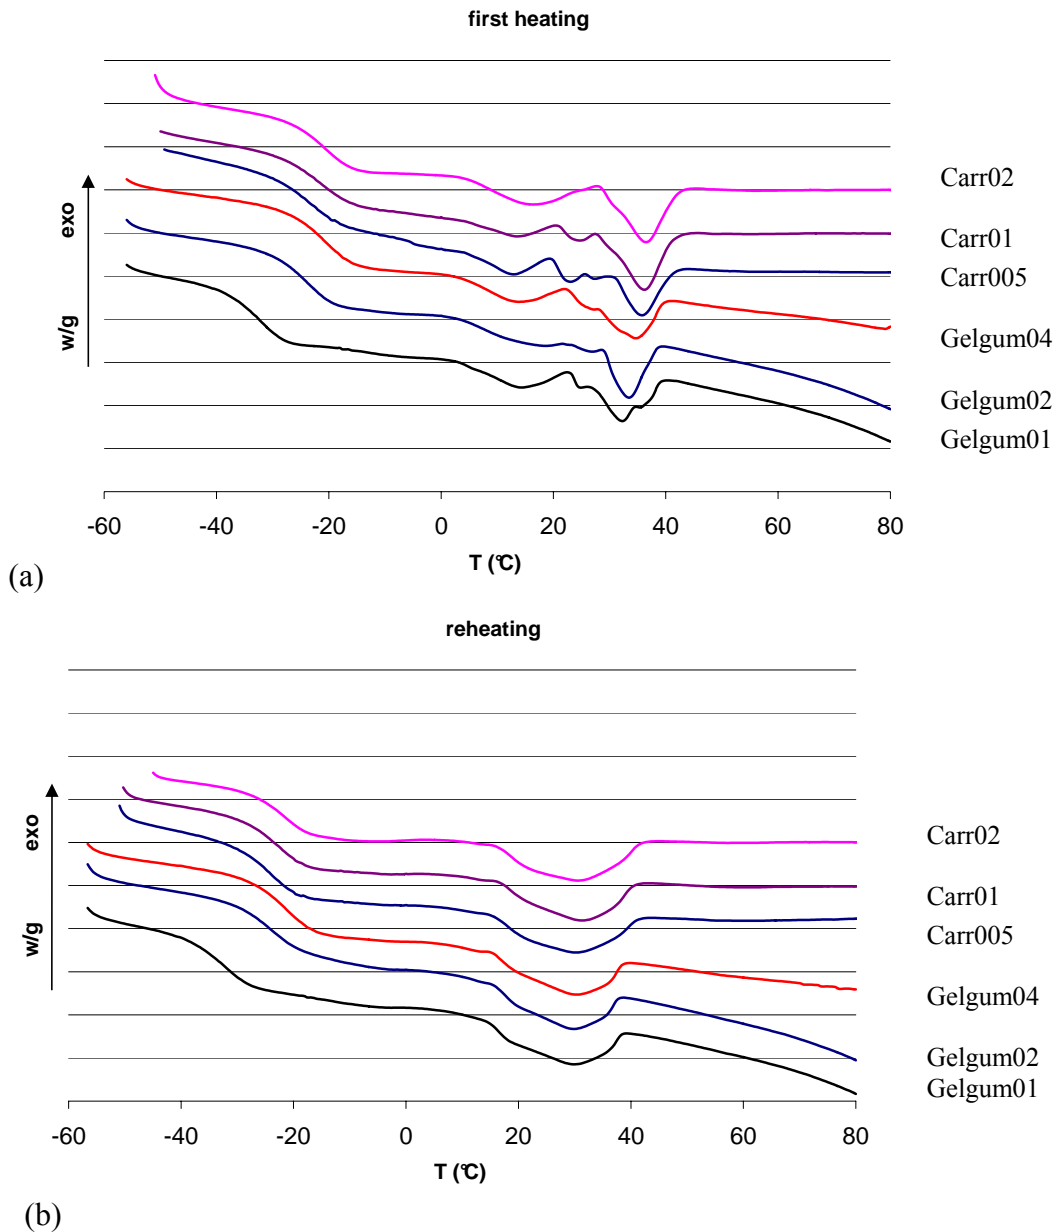 first heating
Carr02
Carr01
Carr005
Gelgum04
Gelgum02
Gelgum01
exo
w/g
-60 -40 -20 0 20 40 60 80
T (°C)
(a)
reheating
Carr02
Carr01
Carr005
Gelgum04
Gelgum02
Gelgum01
exo
w/g
-60 -40 -20 0 20 40 60 80
T (°C)
(b)